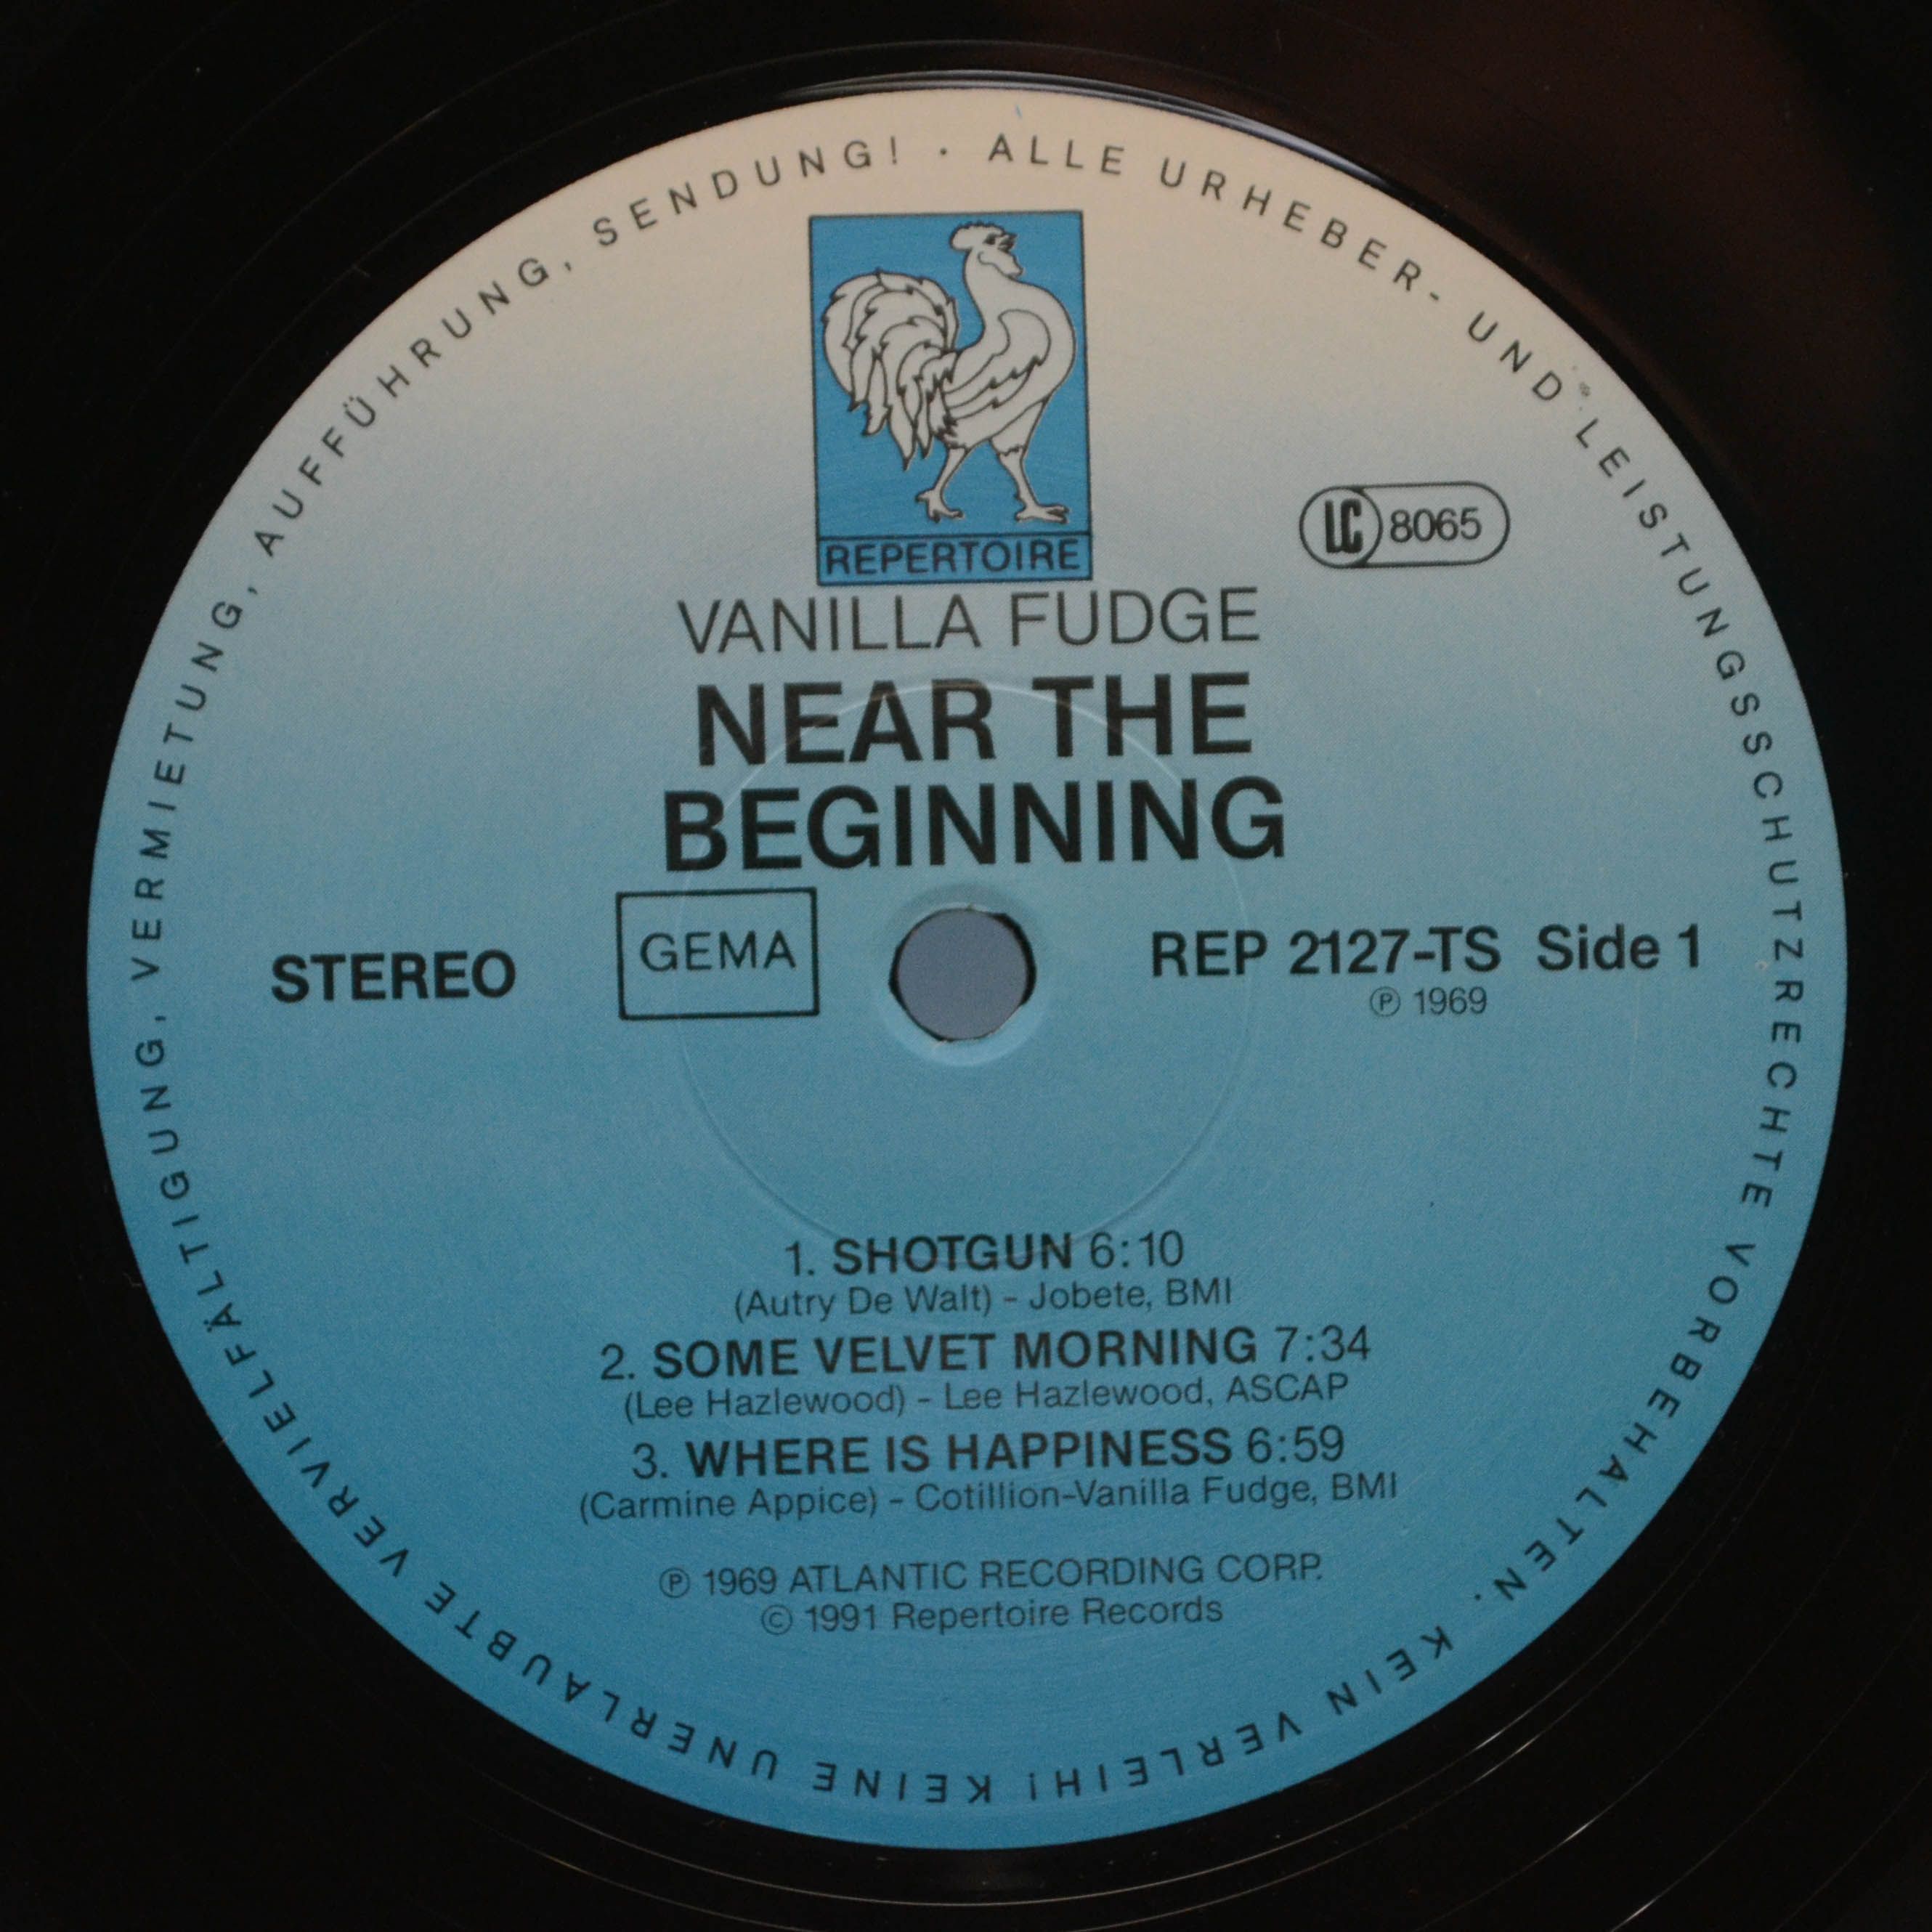 ALLE URHEBER- UND LEISTUNGSSCHUTZRECHTE VORBEHALTEN. KEIN VERLEIH! KEINE UNERLAUBTE VERVIELFÄLTIGUNG, VERMIETUNG, AUFFÜHRUNG, SENDUNG! ·
REPERTOIRE
LC 8065
VANILLA FUDGE
NEAR THE
BEGINNING
STEREO
GEMA
REP 2127-TS Side 1
℗ 1969
1. SHOTGUN 6:10
(Autry De Walt) - Jobete, BMI
2. SOME VELVET MORNING 7:34
(Lee Hazlewood) - Lee Hazlewood, ASCAP
3. WHERE IS HAPPINESS 6:59
(Carmine Appice) - Cotillion-Vanilla Fudge, BMI
℗ 1969 ATLANTIC RECORDING CORP.
© 1991 Repertoire Records